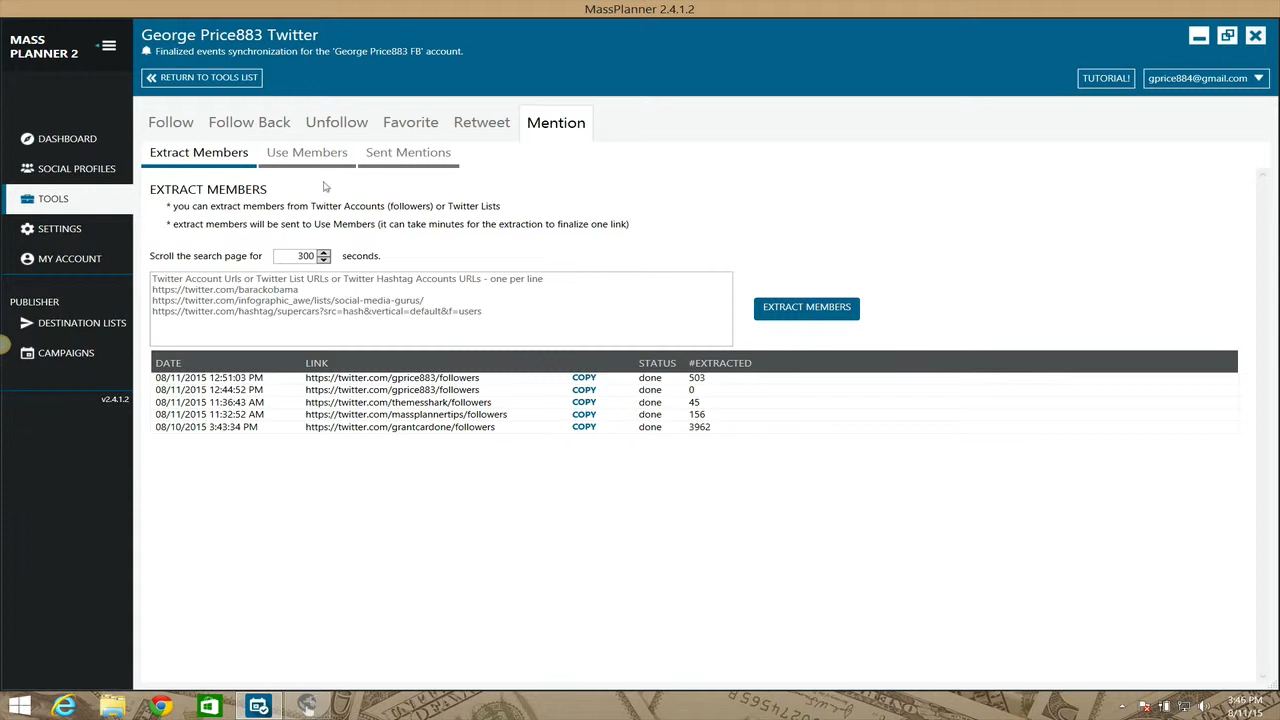 MassPlanner 2.4.1.2
MASS
PLANNER 2
George Price883 Twitter
Finalized events synchronization for the 'George Price883 FB' account.
RETURN TO TOOLS LIST
TUTORIAL!
gprice884@gmail.com
Follow
Follow Back
Unfollow
Favorite
Retweet
Mention
Extract Members
Use Members
Sent Mentions
DASHBOARD
SOCIAL PROFILES
TOOLS
SETTINGS
MY ACCOUNT
PUBLISHER
DESTINATION LISTS
CAMPAIGNS
v2.4.1.2
EXTRACT MEMBERS
* you can extract members from Twitter Accounts (followers) or Twitter Lists
* extract members will be sent to Use Members (it can take minutes for the extraction to finalize one link)
Scroll the search page for 300 seconds.
Twitter Account Urls or Twitter List URLs or Twitter Hashtag Accounts URLs - one per line
https://twitter.com/barackobama
https://twitter.com/infographic_awe/lists/social-media-gurus/
https://twitter.com/hashtag/supercars?src=hash&vertical=default&f=users
EXTRACT MEMBERS
DATE LINK STATUS #EXTRACTED
08/11/2015 12:51:03 PM https://twitter.com/gprice883/followers COPY done 503
08/11/2015 12:44:52 PM https://twitter.com/gprice883/followers COPY done 0
08/11/2015 11:36:43 AM https://twitter.com/themesshark/followers COPY done 45
08/11/2015 11:32:52 AM https://twitter.com/massplannertips/followers COPY done 156
08/10/2015 3:43:34 PM https://twitter.com/grantcardone/followers COPY done 3962
3:46 PM
8/11/15